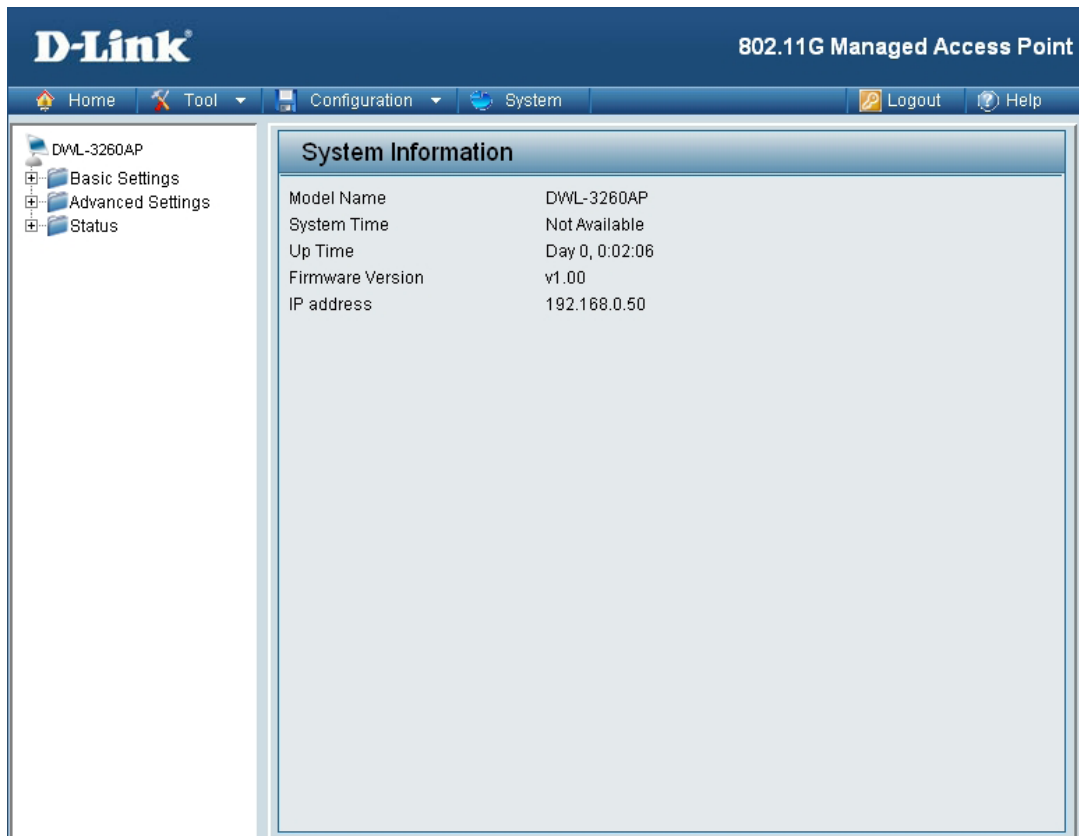 D-Link
802.11G Managed Access Point
Home Tool Configuration System Logout Help
DWL-3260AP
Basic Settings
Advanced Settings
Status
System Information
Model Name DWL-3260AP
System Time Not Available
Up Time Day 0, 0:02:06
Firmware Version v1.00
IP address 192.168.0.50